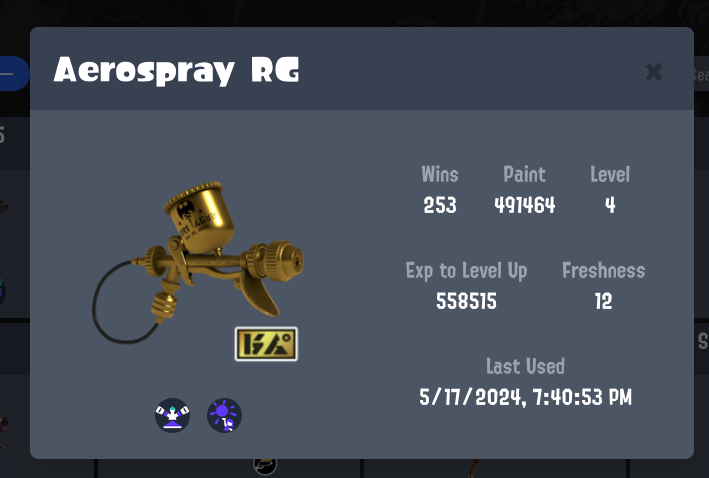 Aerospray RG
Wins Paint Level
253 491464 4
Exp to Level Up Freshness
558515 12
Last Used
5/17/2024, 7:40:53 PM